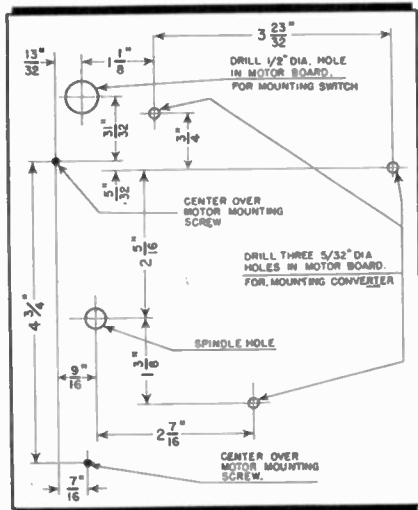 13/32"
1 1/8"
3 23/32"
DRILL 1/2" DIA. HOLE
IN MOTOR BOARD.
FOR MOUNTING SWITCH
31/32"
3/4"
5/32"
CENTER OVER
MOTOR MOUNTING
SCREW
2 5/16"
4 3/4"
DRILL THREE 5/32" DIA
HOLES IN MOTOR BOARD.
FOR MOUNTING CONVERTER
SPINDLE HOLE
1 3/8"
9/16"
2 7/16"
CENTER OVER
MOTOR MOUNTING
SCREW.
7/16"